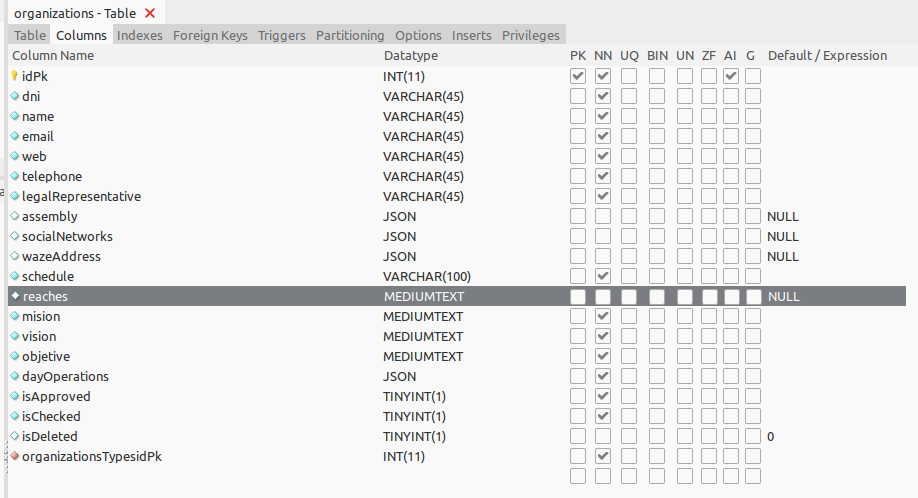 organizations - Table
Table Columns Indexes Foreign Keys Triggers Partitioning Options Inserts Privileges
Column Name Datatype PK NN UQ BIN UN ZF AI G Default / Expression
idPk INT(11)
dni VARCHAR(45)
name VARCHAR(45)
email VARCHAR(45)
web VARCHAR(45)
telephone VARCHAR(45)
legalRepresentative VARCHAR(45)
assembly JSON NULL
socialNetworks JSON NULL
wazeAddress JSON NULL
schedule VARCHAR(100)
reaches MEDIUMTEXT NULL
mision MEDIUMTEXT
vision MEDIUMTEXT
objetive MEDIUMTEXT
dayOperations JSON
isApproved TINYINT(1)
isChecked TINYINT(1)
isDeleted TINYINT(1) 0
organizationsTypesidPk INT(11)